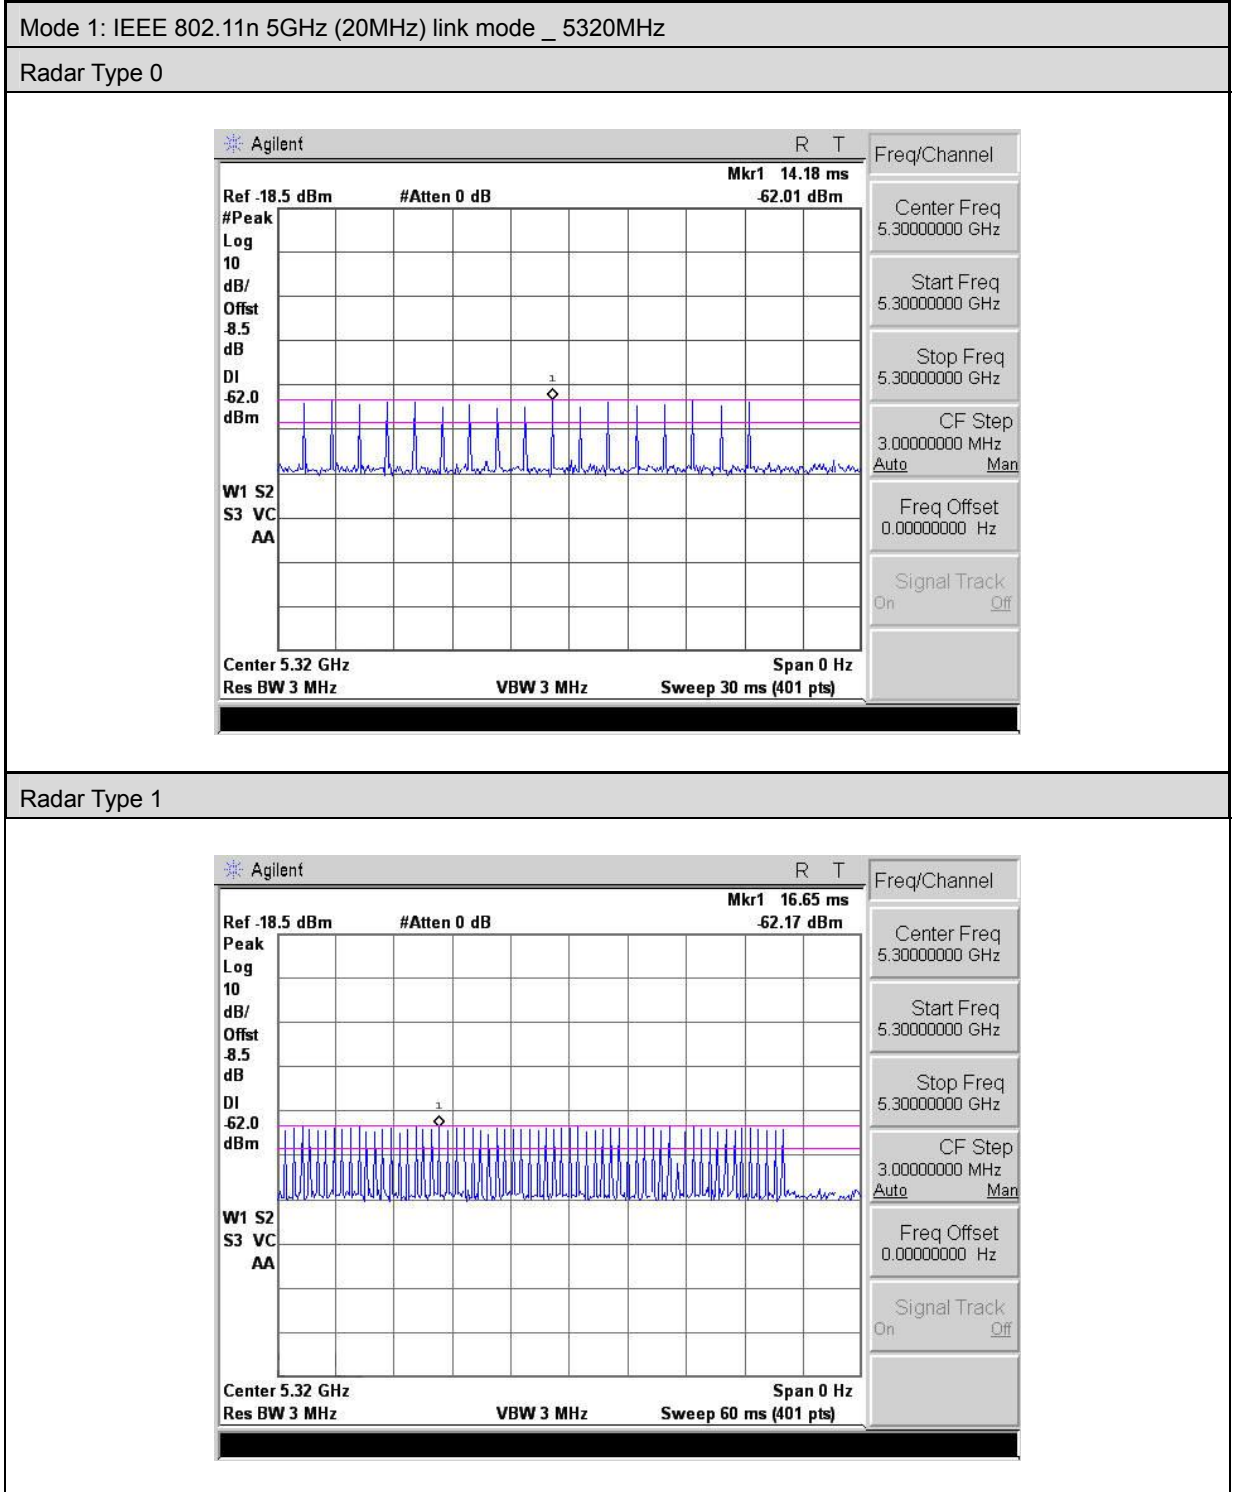 Mode 1: IEEE 802.11n 5GHz (20MHz) link mode _ 5320MHz
Radar Type 0
Agilent R T
Freq/Channel
Mkr1 14.18 ms
Ref -18.5 dBm #Atten 0 dB -62.01 dBm
#Peak
Log
10
dB/
Offst
-8.5
dB
DI
-62.0
dBm
1
W1 S2
S3 VC
AA
Center 5.32 GHz Span 0 Hz
Res BW 3 MHz VBW 3 MHz Sweep 30 ms (401 pts)
Center Freq
5.30000000 GHz
Start Freq
5.30000000 GHz
Stop Freq
5.30000000 GHz
CF Step
3.00000000 MHz
Auto Man
Freq Offset
0.00000000 Hz
Signal Track
On Off
Radar Type 1
Agilent R T
Freq/Channel
Mkr1 16.65 ms
Ref -18.5 dBm #Atten 0 dB -62.17 dBm
Peak
Log
10
dB/
Offst
-8.5
dB
DI
-62.0
dBm
1
W1 S2
S3 VC
AA
Center 5.32 GHz Span 0 Hz
Res BW 3 MHz VBW 3 MHz Sweep 60 ms (401 pts)
Center Freq
5.30000000 GHz
Start Freq
5.30000000 GHz
Stop Freq
5.30000000 GHz
CF Step
3.00000000 MHz
Auto Man
Freq Offset
0.00000000 Hz
Signal Track
On Off